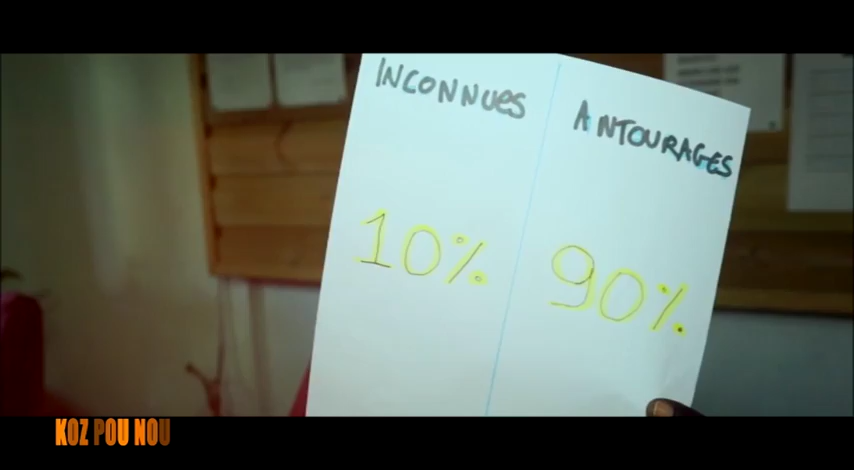 INCONNUES
ANTOURAGES
10%
90%
KOZ POU NOU